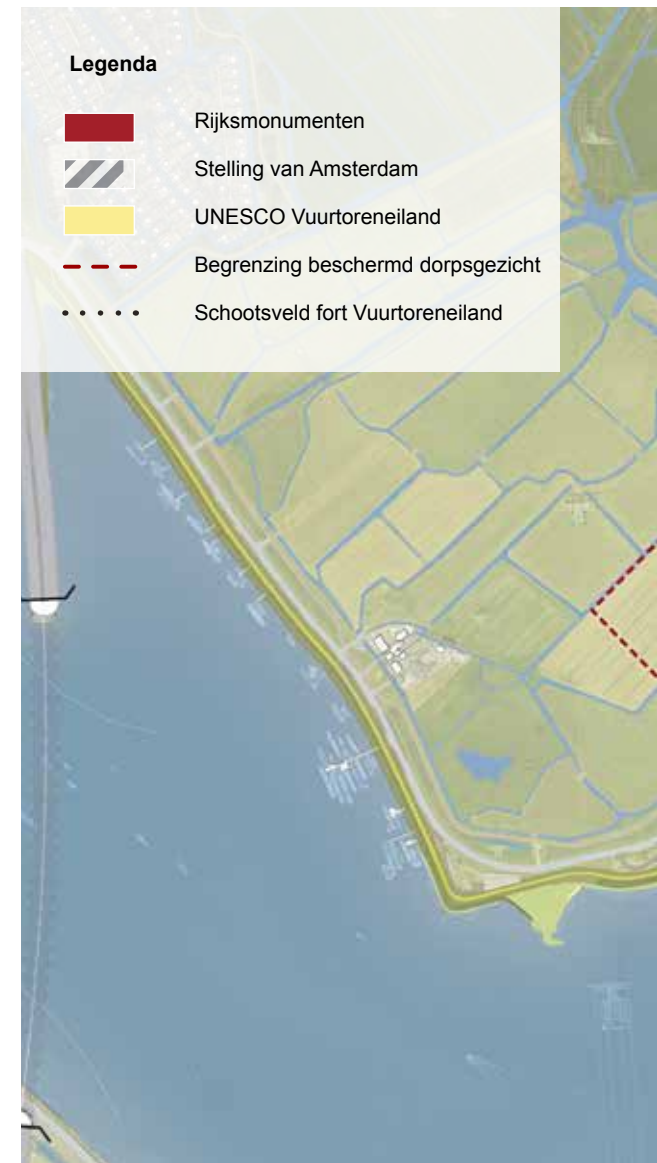 Legenda
Rijksmonumenten
Stelling van Amsterdam
UNESCO Vuurtoreneiland
Begrenzing beschermd dorpsgezicht
Schootsveld fort Vuurtoreneiland